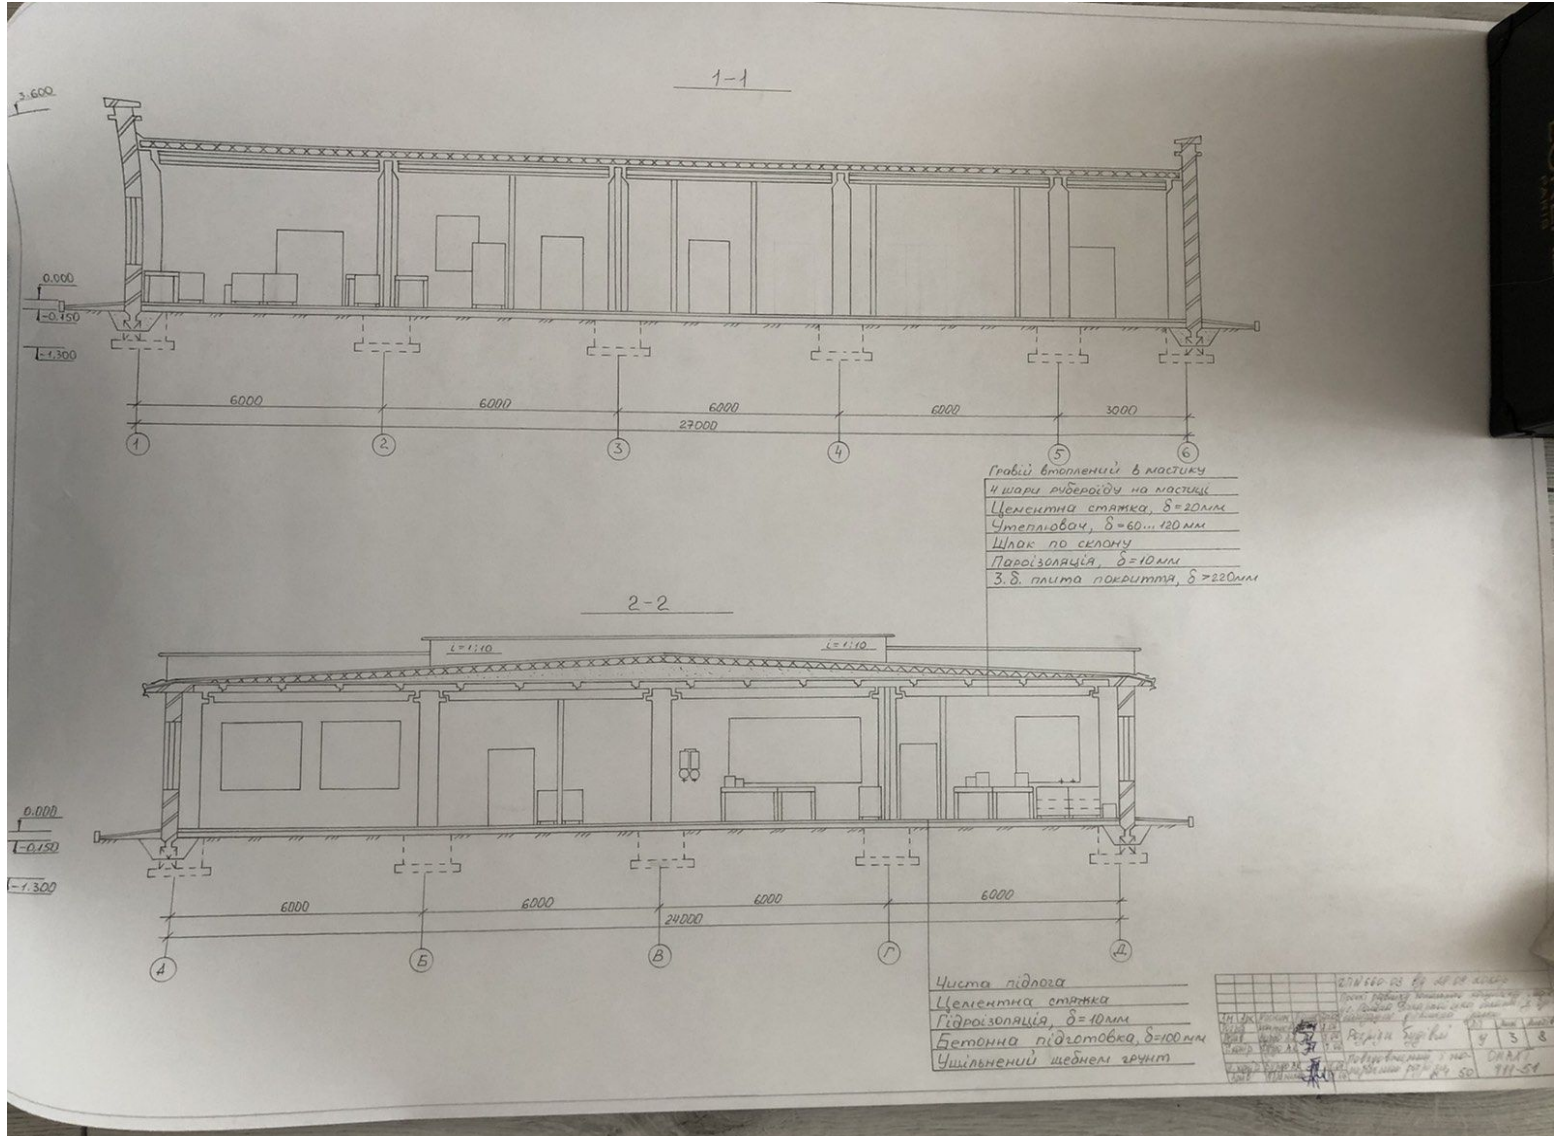 1-1
3.600
0.000
-0.150
-1.300
6000
6000
6000
6000
3000
27000
1
2
3
4
5
6
Гравій втоплений в мастику
4 шари рубероїду на мастиці
Цементна стяжка, δ=20мм
Утеплювач, δ=60...120мм
Шлак по склону
Пароізоляція, δ=10мм
З.б. плита покриття, δ>220мм
2-2
i=1:10
i=1:10
0.000
-0.150
-1.300
6000
6000
6000
6000
24000
А
Б
В
Г
Д
Чиста підлога
Цементна стяжка
Гідроізоляція, δ=10мм
Бетонна підготовка, δ=100мм
Ущільнений щебнем грунт
Розрізи будівлі
У
3
8
50
PARIS